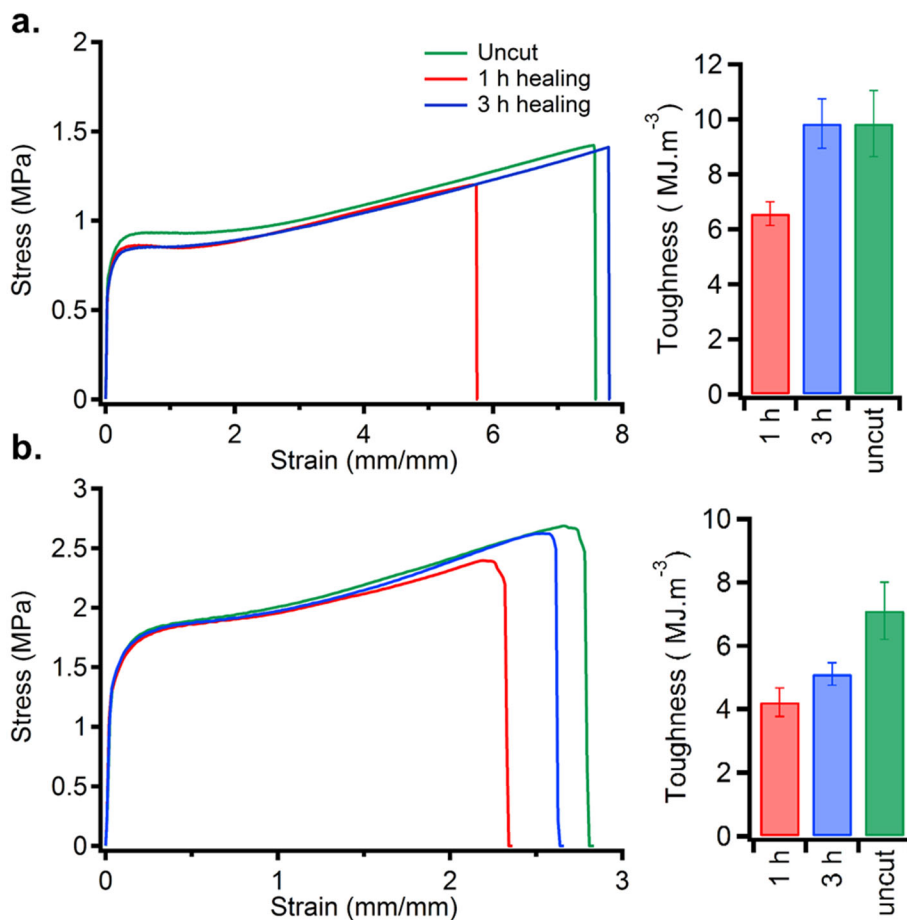 a.
2
1.5
1
0.5
0
Stress (MPa)
Uncut
1 h healing
3 h healing
0 2 4 6 8
Strain (mm/mm)
12
10
8
6
4
2
0
Toughness ( MJ.m⁻³)
1 h 3 h uncut
b.
3
2.5
2
1.5
1
0.5
0
Stress (MPa)
0 1 2 3
Strain (mm/mm)
10
8
6
4
2
0
Toughness ( MJ.m⁻³)
1 h 3 h uncut